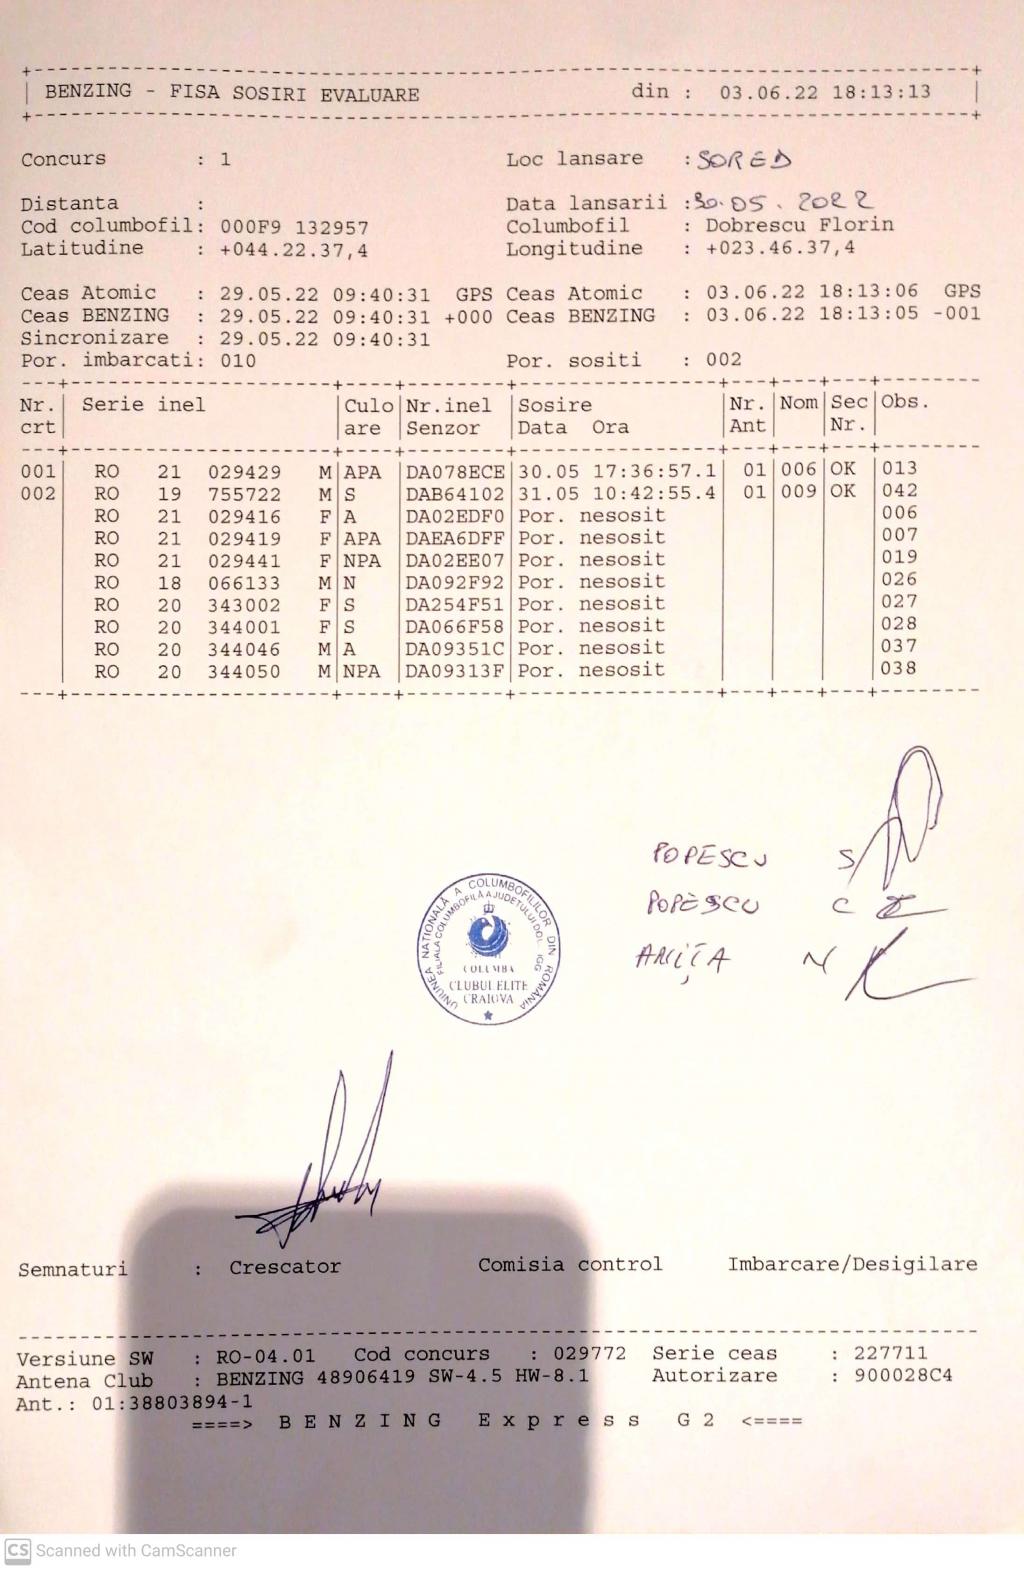 BENZING - FISA SOSIRI EVALUARE din : 03.06.22 18:13:13
Concurs : 1 Loc lansare : SORED
Distanta : Data lansarii : 30.05.2022
Cod columbofil: 000F9 132957 Columbofil : Dobrescu Florin
Latitudine : +044.22.37,4 Longitudine : +023.46.37,4
Ceas Atomic : 29.05.22 09:40:31 GPS Ceas Atomic : 03.06.22 18:13:06 GPS
Ceas BENZING : 29.05.22 09:40:31 +000 Ceas BENZING : 03.06.22 18:13:05 -001
Sincronizare : 29.05.22 09:40:31
Por. imbarcati: 010 Por. sositi : 002
Nr. Serie inel Culo Nr.inel Sosire Nr. Nom Sec Obs.
crt are Senzor Data Ora Ant Nr.
001 RO 21 029429 M APA DA078ECE 30.05 17:36:57.1 01 006 OK 013
002 RO 19 755722 M S DAB64102 31.05 10:42:55.4 01 009 OK 042
RO 21 029416 F A DA02EDF0 Por. nesosit 006
RO 21 029419 F APA DAEA6DFF Por. nesosit 007
RO 21 029441 F NPA DA02EE07 Por. nesosit 019
RO 18 066133 M N DA092F92 Por. nesosit 026
RO 20 343002 F S DA254F51 Por. nesosit 027
RO 20 344001 F S DA066F58 Por. nesosit 028
RO 20 344046 M A DA09351C Por. nesosit 037
RO 20 344050 M NPA DA09313F Por. nesosit 038
POPESCU S
POPESCU C
ANIȚA N
UNIUNEA NATIONALĂ A COLUMBOFILILOR DIN ROMANIA
FILIALA COLUMBOFILĂ A JUDETULUI DOLJ
COLUMBA
CLUBUL ELITE
CRAIOVA
Semnaturi : Crescator Comisia control Imbarcare/Desigilare
Versiune SW : RO-04.01 Cod concurs : 029772 Serie ceas : 227711
Antena Club : BENZING 48906419 SW-4.5 HW-8.1 Autorizare : 900028C4
Ant.: 01:38803894-1
====> B E N Z I N G E x p r e s s G 2 <====
CS Scanned with CamScanner